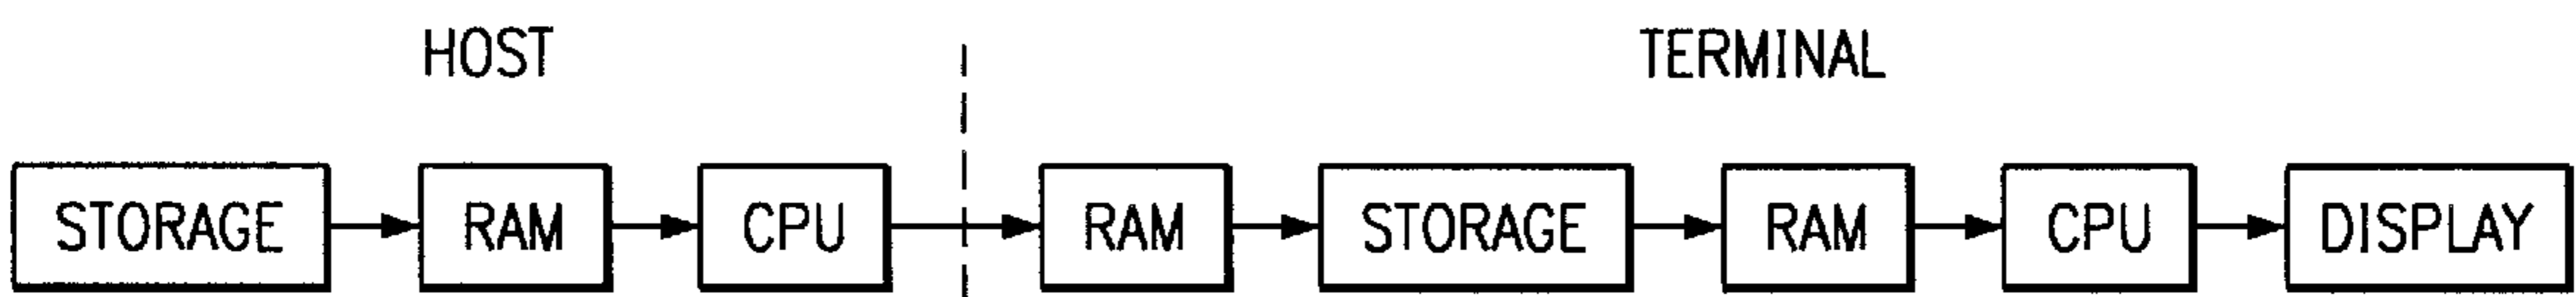 HOST
TERMINAL
STORAGE
RAM
CPU
RAM
STORAGE
RAM
CPU
DISPLAY